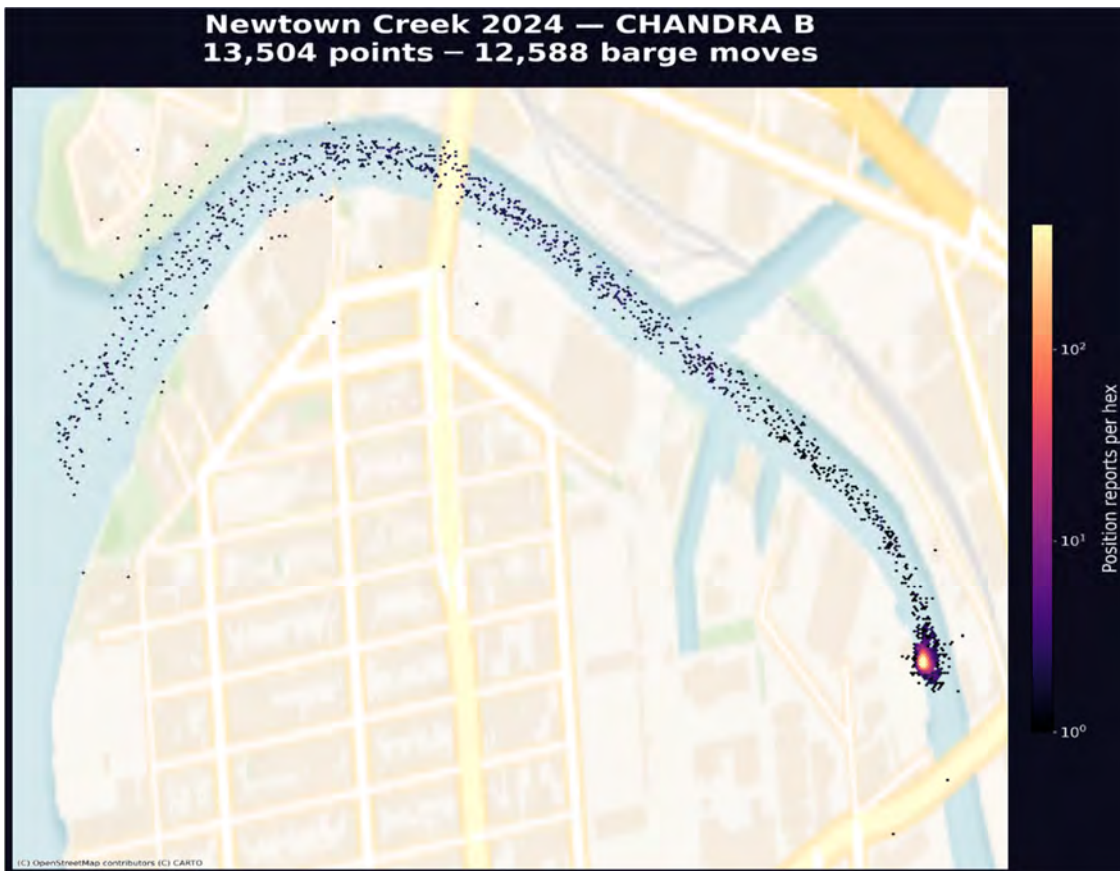 Newtown Creek 2024 — CHANDRA B
13,504 points – 12,588 barge moves
10²
10¹
10⁰
Position reports per hex
(C) OpenStreetMap contributors (C) CARTO